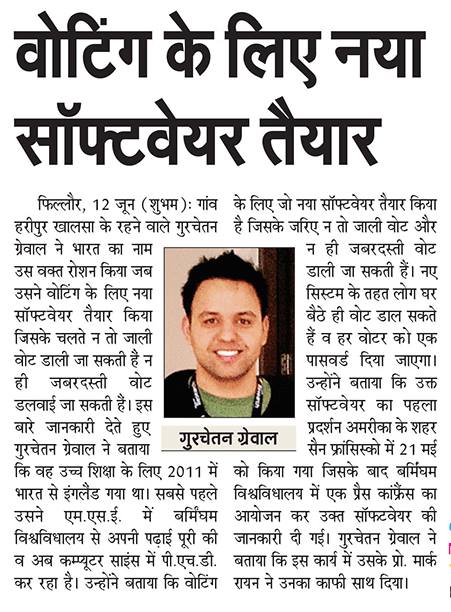 वोटिंग के लिए नया
सॉफ्टवेयर तैयार
फिल्लौर, 12 जून (शुभम): गांव
हरीपुर खालसा के रहने वाले गुरचेतन
ग्रेवाल ने भारत का नाम
उस वक्त रोशन किया जब
उसने वोटिंग के लिए नया
सॉफ्टवेयर तैयार किया
जिसके चलते न तो जाली
वोट डाली जा सकती है न
ही जबरदस्ती वोट
डलवाई जा सकती है। इस
बारे जानकारी देते हुए
गुरचेतन ग्रेवाल ने बताया
कि वह उच्च शिक्षा के लिए 2011 में
भारत से इंगलैंड गया था। सबसे पहले
उसने एम.एस.ई. में बर्मिंघम
विश्वविधालय से अपनी पढ़ाई पूरी की
व अब कम्प्यूटर साइंस में पी.एच.डी.
कर रहा है। उन्होंने बताया कि वोटिंग
के लिए जो नया सॉफ्टवेयर तैयार किया
है जिसके जरिए न तो जाली वोट और
न ही जबरदस्ती वोट
डाली जा सकती हैं। नए
सिस्टम के तहत लोग घर
बैठे ही वोट डाल सकते
हैं व हर वोटर को एक
पासवर्ड दिया जाएगा।
उन्होंने बताया कि उक्त
सॉफ्टवेयर का पहला
प्रदर्शन अमरीका के शहर
सैन फ्रांसिस्को में 21 मई
को किया गया जिसके बाद बर्मिंघम
विश्वविधालय में एक प्रैस कांफ्रैंस का
आयोजन कर उक्त सॉफ्टवेयर की
जानकारी दी गई। गुरचेतन ग्रेवाल ने
बताया कि इस कार्य में उसके प्रो. मार्क
रायन ने उनका काफी साथ दिया।
गुरचेतन ग्रेवाल